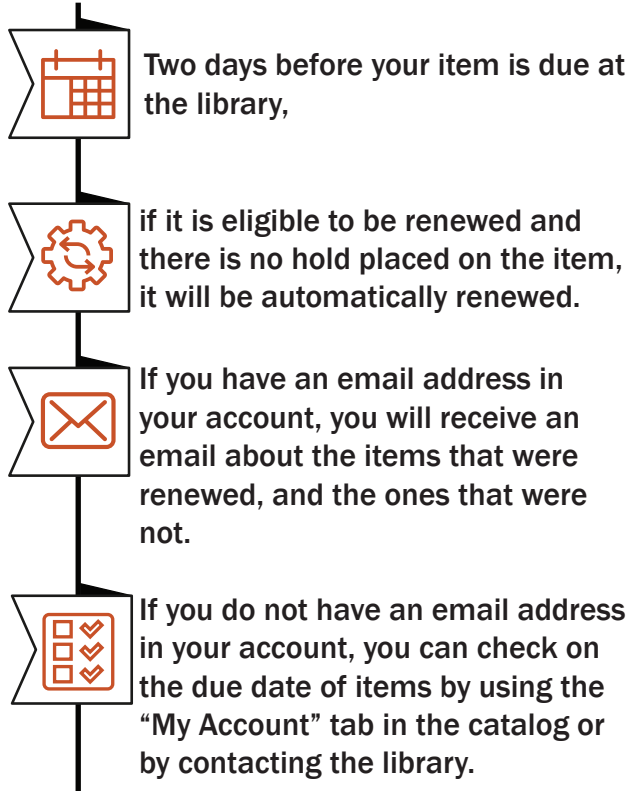 Two days before your item is due at
the library,
if it is eligible to be renewed and
there is no hold placed on the item,
it will be automatically renewed.
If you have an email address in
your account, you will receive an
email about the items that were
renewed, and the ones that were
not.
If you do not have an email address
in your account, you can check on
the due date of items by using the
“My Account” tab in the catalog or
by contacting the library.